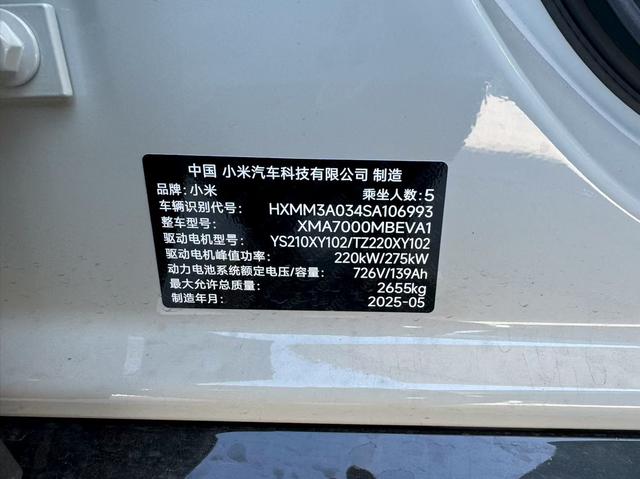 中国 小米汽车科技有限公司 制造
品牌:小米 乘坐人数:5
车辆识别代号: HXMM3A034SA106993
整车型号: XMA7000MBEVA1
驱动电机型号: YS210XY102/TZ220XY102
驱动电机峰值功率: 220kW/275kW
动力电池系统额定电压/容量: 726V/139Ah
最大允许总质量: 2655kg
制造年月: 2025-05